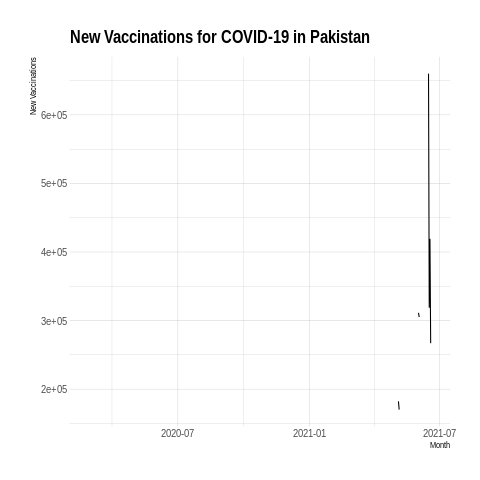 New Vaccinations for COVID-19 in Pakistan
New Vaccinations
6e+05
5e+05
4e+05
3e+05
2e+05
2020-07 2021-01 2021-07
Month